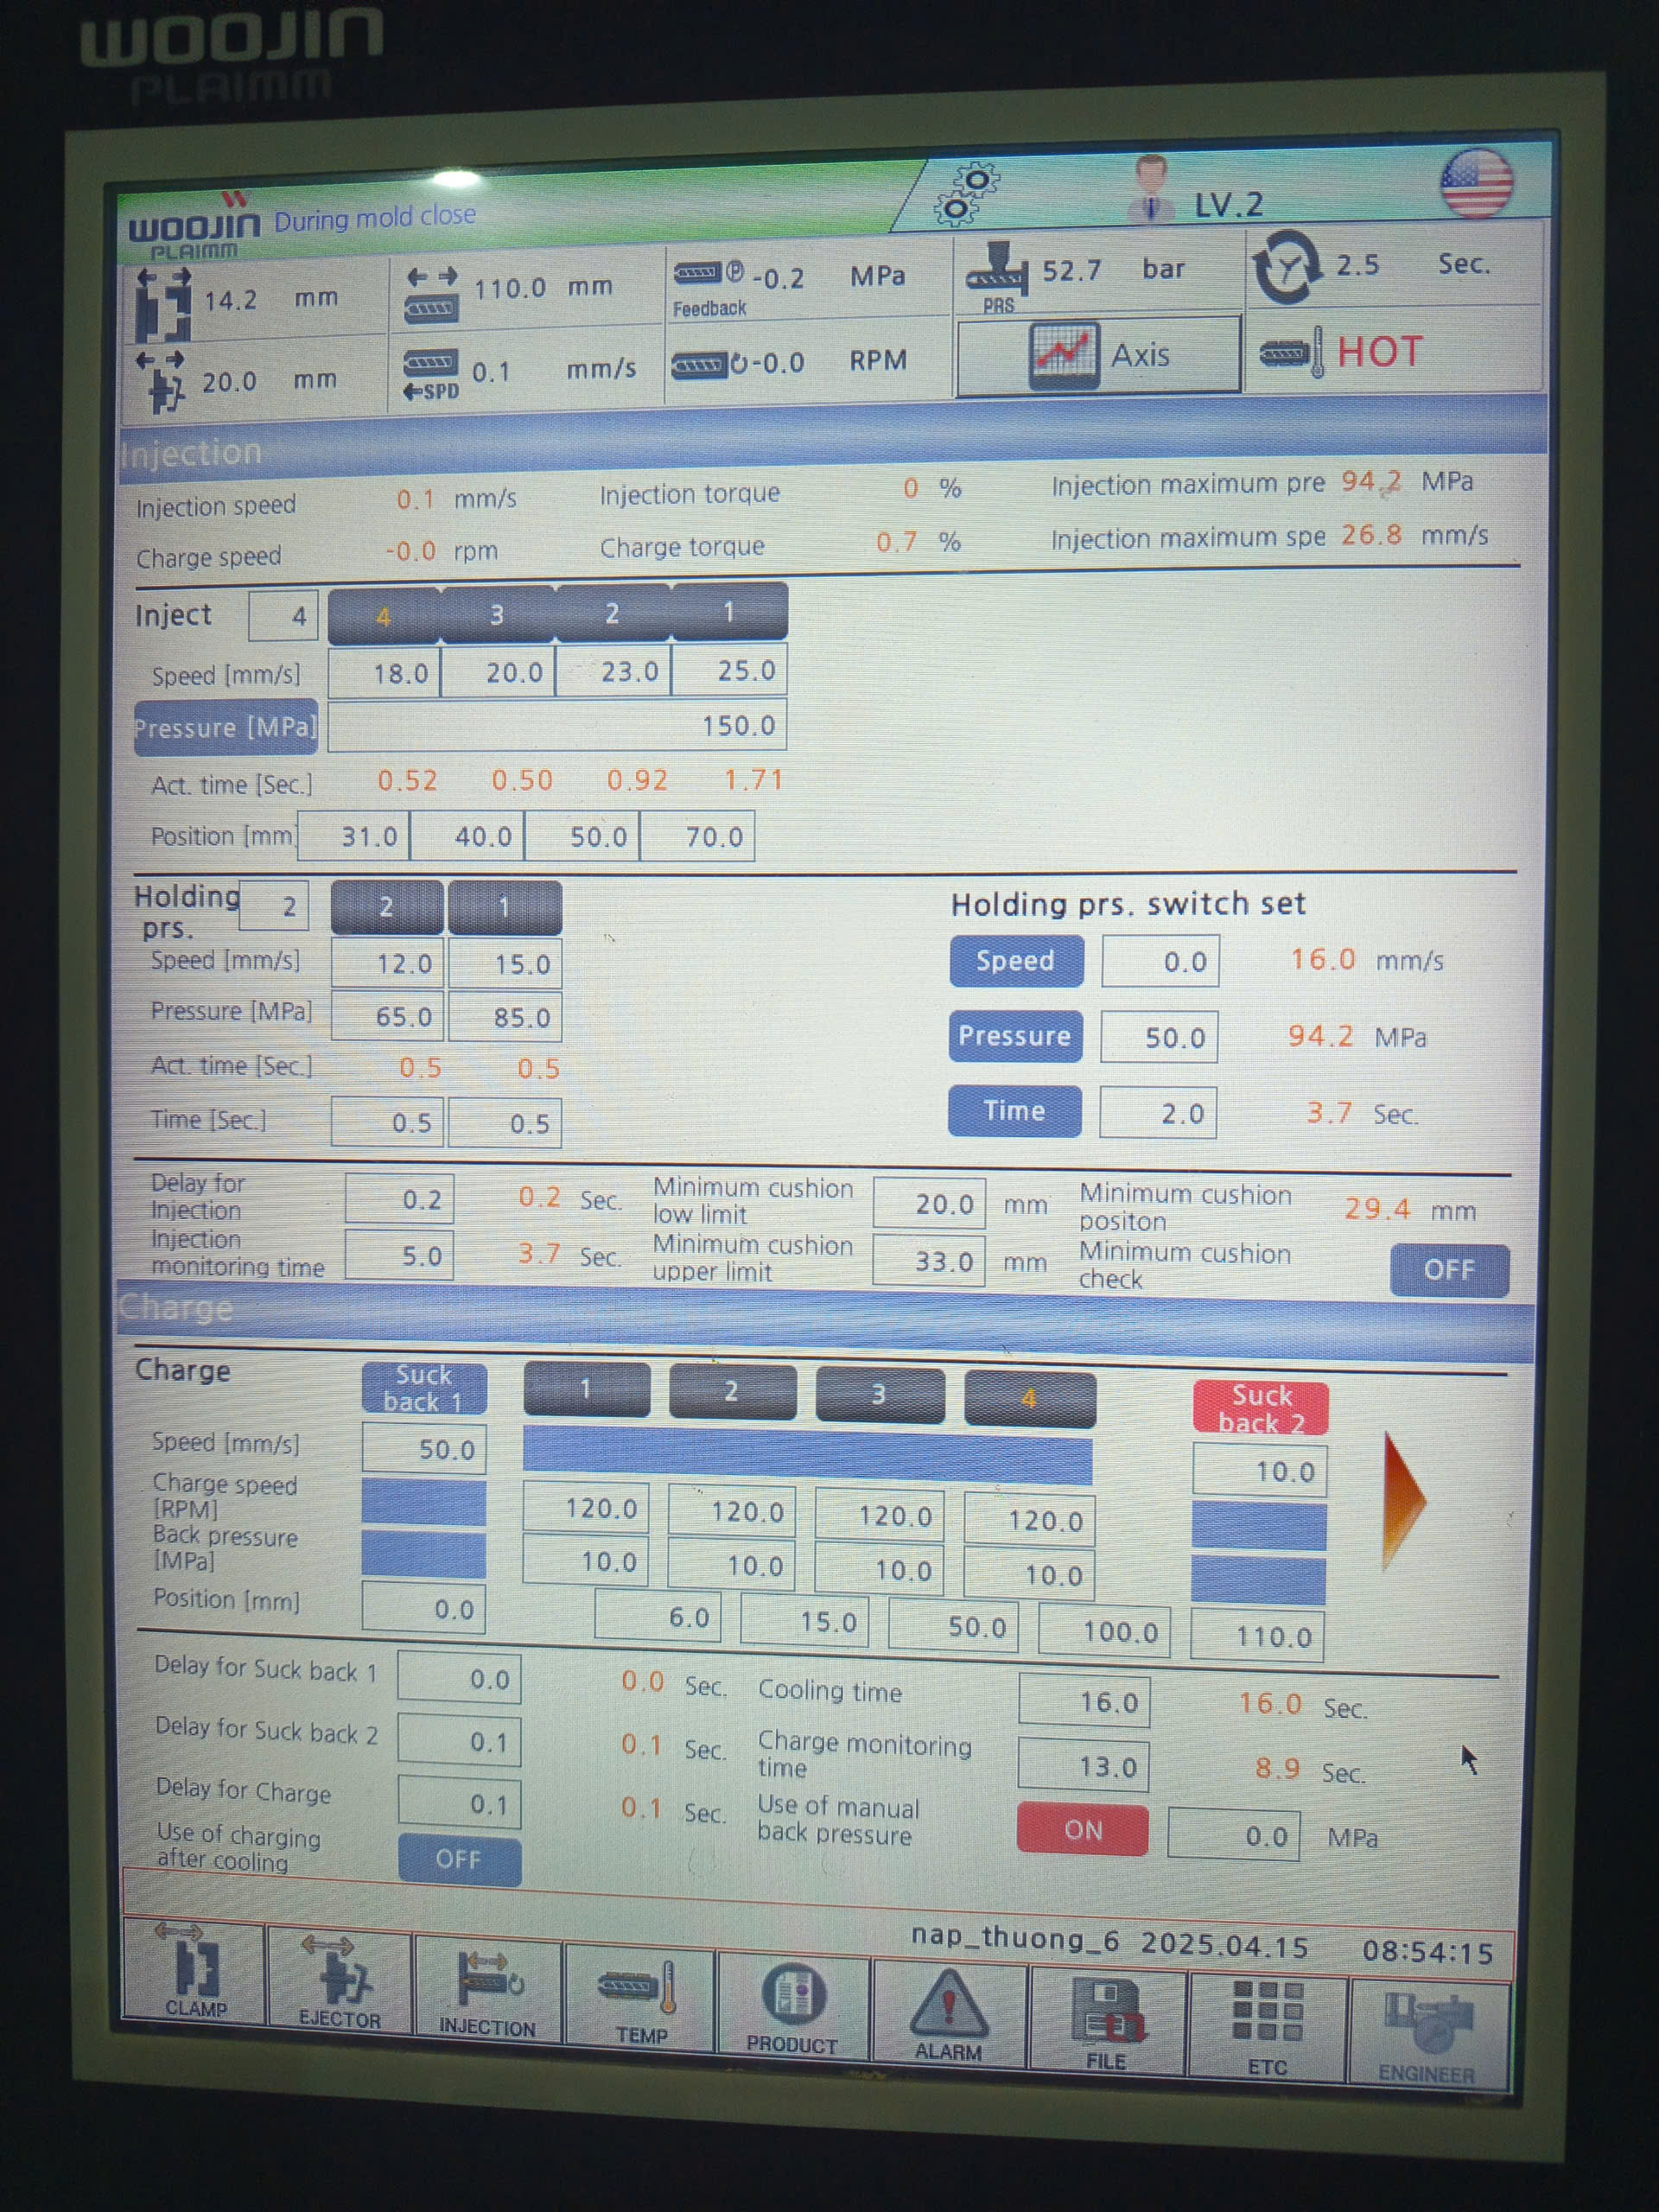 WOOJIN
PLAIMM
WOOJIN
PLAIMM
During mold close
LV.2
14.2 mm
110.0 mm
P -0.2 MPa
Feedback
52.7 bar
PRS
2.5 Sec.
20.0 mm
0.1 mm/s
←SPD
-0.0 RPM
Axis
HOT
Injection
Injection speed 0.1 mm/s Injection torque 0 % Injection maximum pre 94.2 MPa
Charge speed -0.0 rpm Charge torque 0.7 % Injection maximum spe 26.8 mm/s
Inject 4 4 3 2 1
Speed [mm/s] 18.0 20.0 23.0 25.0
Pressure [MPa] 150.0
Act. time [Sec.] 0.52 0.50 0.92 1.71
Position [mm] 31.0 40.0 50.0 70.0
Holding
prs. 2 2 1
Speed [mm/s] 12.0 15.0
Pressure [MPa] 65.0 85.0
Act. time [Sec.] 0.5 0.5
Time [Sec.] 0.5 0.5
Holding prs. switch set
Speed 0.0 16.0 mm/s
Pressure 50.0 94.2 MPa
Time 2.0 3.7 Sec.
Delay for
Injection 0.2 0.2 Sec.
Minimum cushion
low limit 20.0 mm
Minimum cushion
positon 29.4 mm
Injection
monitoring time 5.0 3.7 Sec.
Minimum cushion
upper limit 33.0 mm
Minimum cushion
check OFF
Charge
Charge
Suck
back 1
1 2 3 4
Suck
back 2
Speed [mm/s] 50.0 10.0
Charge speed
[RPM] 120.0 120.0 120.0 120.0
Back pressure
[MPa] 10.0 10.0 10.0 10.0
Position [mm] 0.0 6.0 15.0 50.0 100.0 110.0
Delay for Suck back 1 0.0 0.0 Sec. Cooling time 16.0 16.0 Sec.
Delay for Suck back 2 0.1 0.1 Sec.
Charge monitoring
time 13.0 8.9 Sec.
Delay for Charge 0.1 0.1 Sec.
Use of manual
back pressure ON 0.0 MPa
Use of charging
after cooling OFF
nap_thuong_6 2025.04.15 08:54:15
CLAMP
EJECTOR
INJECTION
TEMP
PRODUCT
ALARM
FILE
ETC
ENGINEER